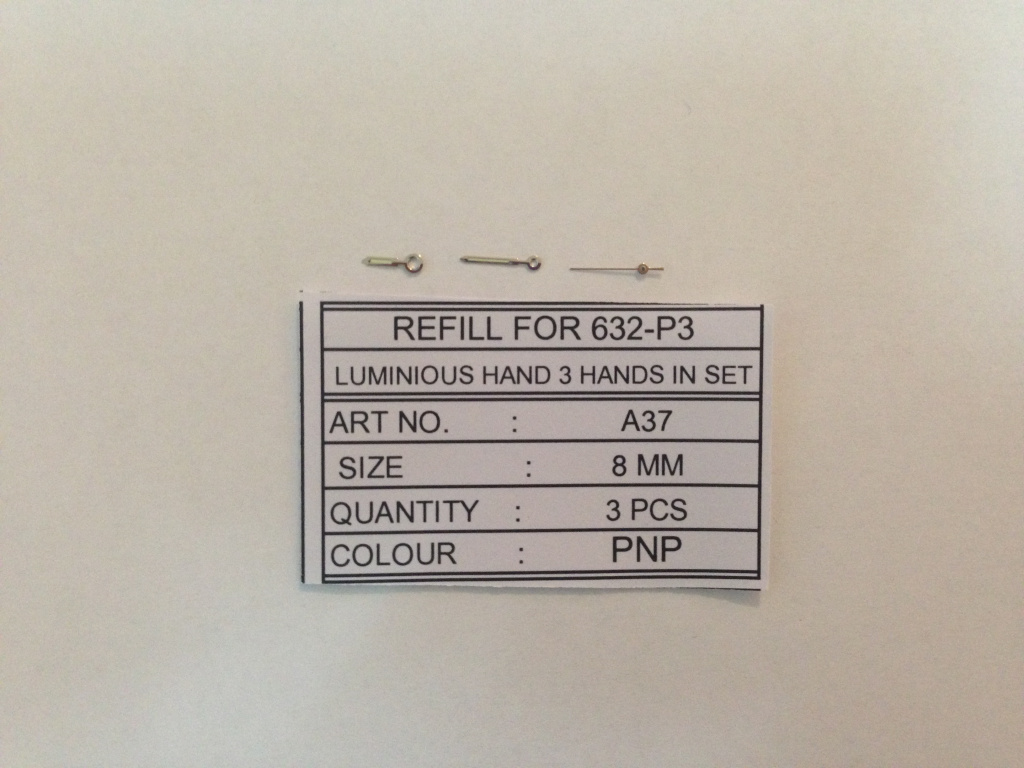 REFILL FOR 632-P3
LUMINIOUS HAND 3 HANDS IN SET
ART NO. : A37
SIZE : 8 MM
QUANTITY : 3 PCS
COLOUR : PNP